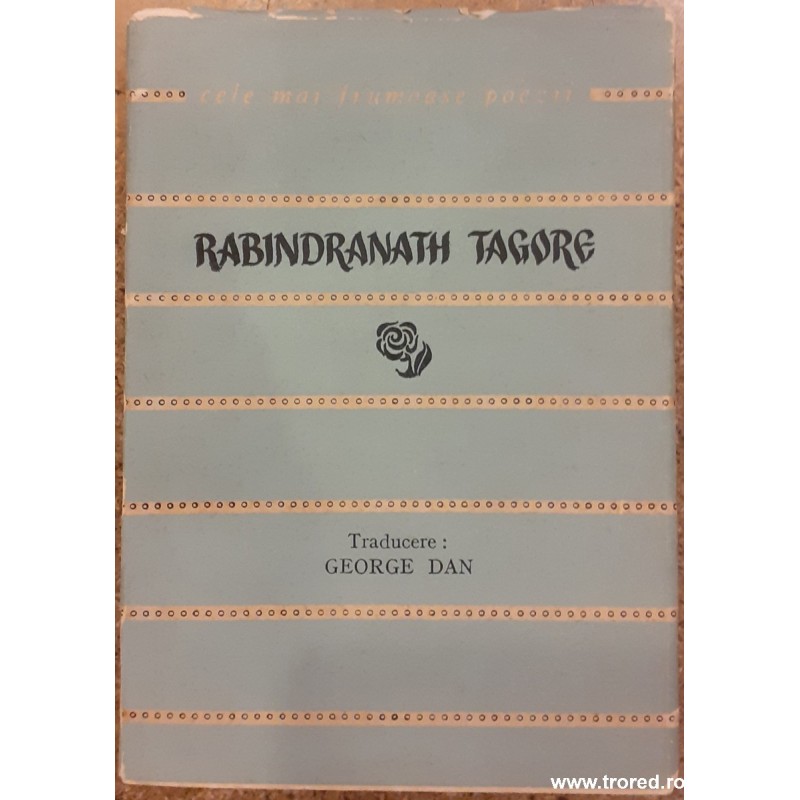 cele mai frumoase poezii
RABINDRANATH TAGORE
Traducere :
GEORGE DAN
www.trored.ro